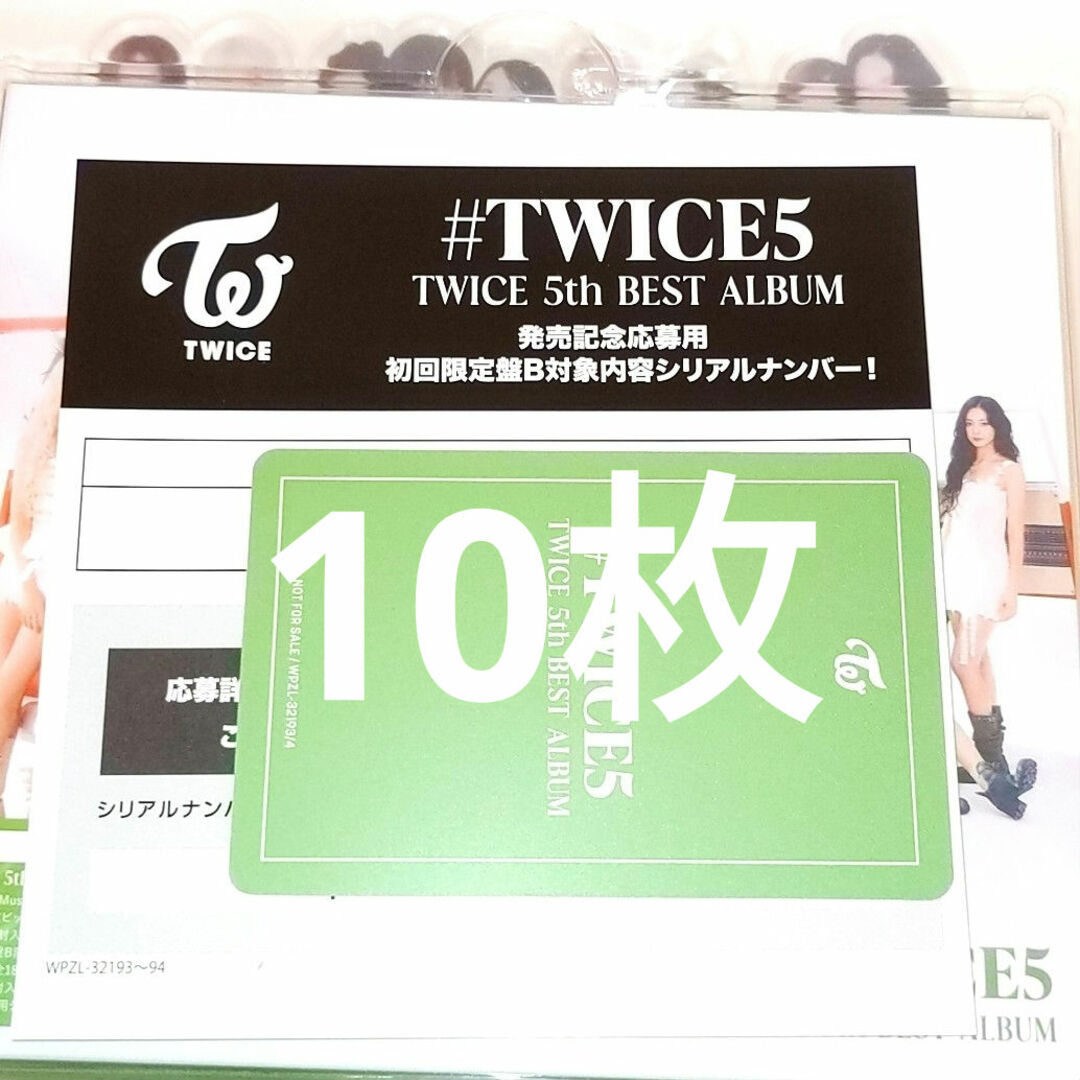 #TWICE5
TWICE 5th BEST ALBUM
発売記念応募用
初回限定盤B対象内容シリアルナンバー！
TWICE
10枚
#TWICE5
TWICE 5th BEST ALBUM
NOT FOR SALE / WPZL-32193/4
応募詳
シリアルナンバ
WPZL-32193〜94
E5
ALBUM